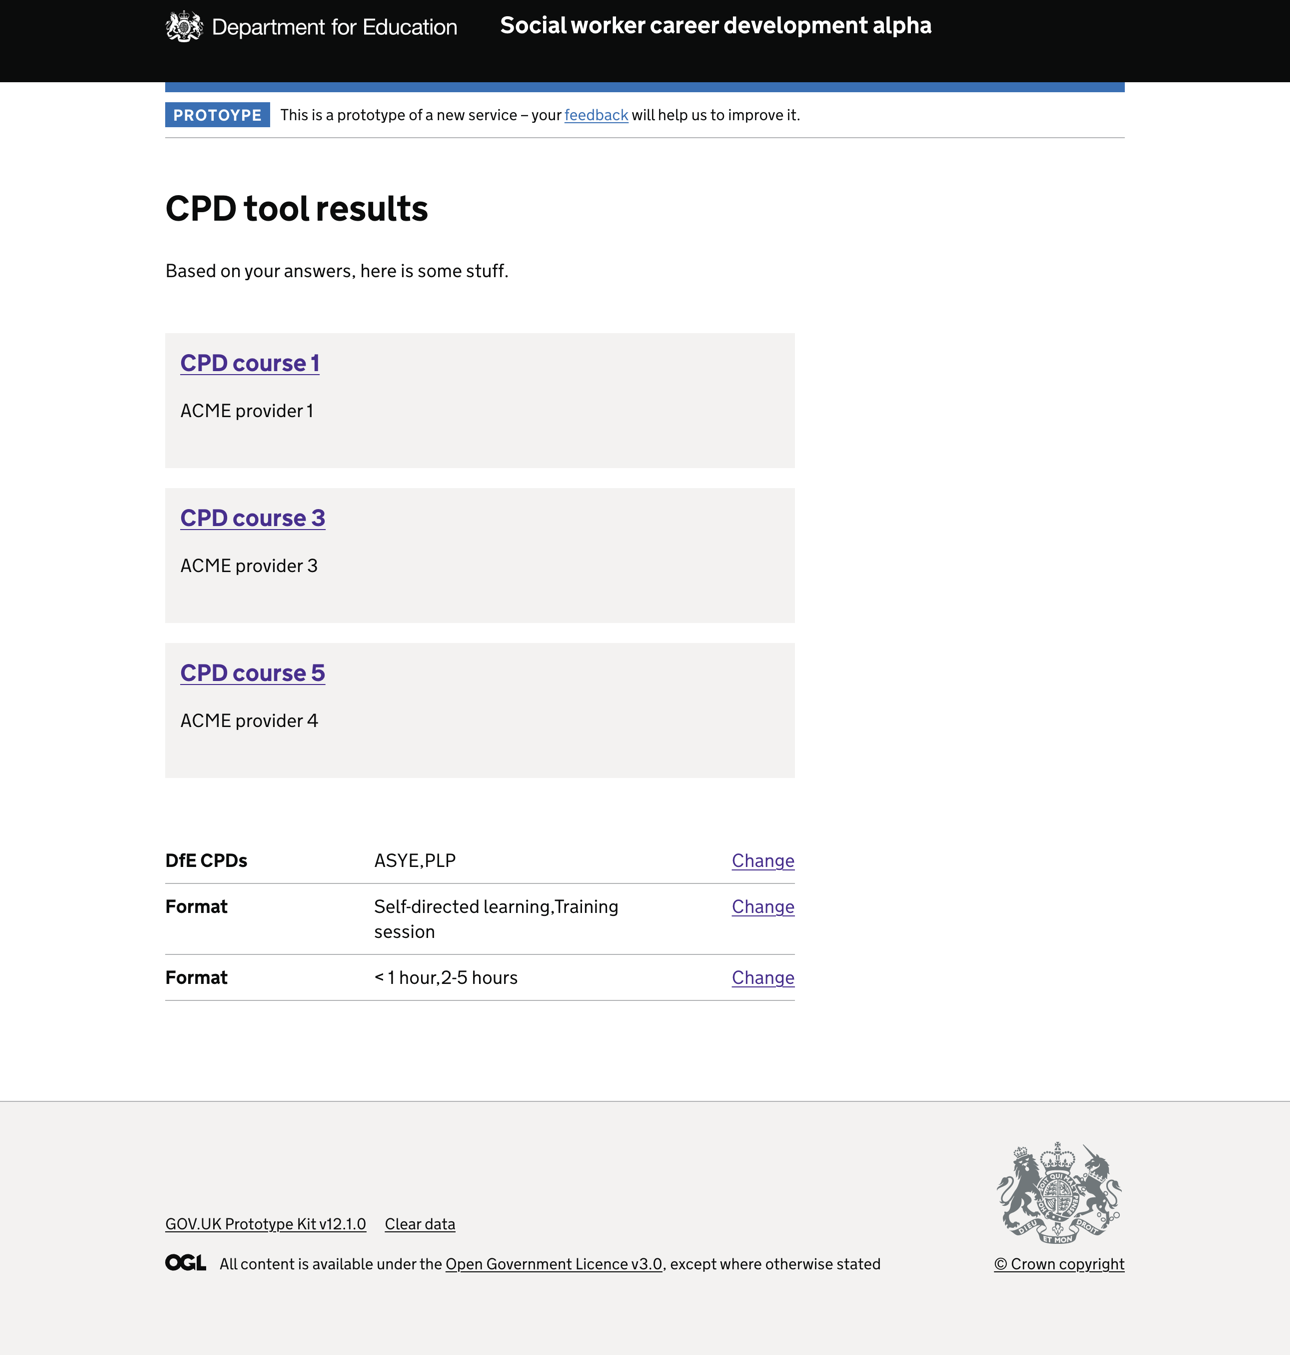 Department for Education
Social worker career development alpha
PROTOYPE This is a prototype of a new service – your feedback will help us to improve it.
CPD tool results
Based on your answers, here is some stuff.
CPD course 1
ACME provider 1
CPD course 3
ACME provider 3
CPD course 5
ACME provider 4
DfE CPDs ASYE,PLP Change
Format Self-directed learning,Training Change
session
Format < 1 hour,2-5 hours Change
GOV.UK Prototype Kit v12.1.0 Clear data
OGL All content is available under the Open Government Licence v3.0, except where otherwise stated
DIEU ET MON DROIT
© Crown copyright